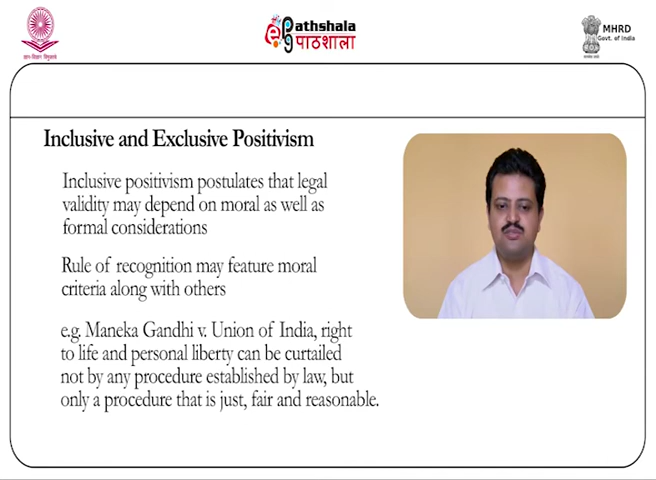 Pathshala
पाठशाला
MHRD
Govt. of India
Inclusive and Exclusive Positivism
Inclusive positivism postulates that legal
validity may depend on moral as well as
formal considerations
Rule of recognition may feature moral
criteria along with others
e.g. Maneka Gandhi v. Union of India, right
to life and personal liberty can be curtailed
not by any procedure established by law, but
only a procedure that is just, fair and reasonable.